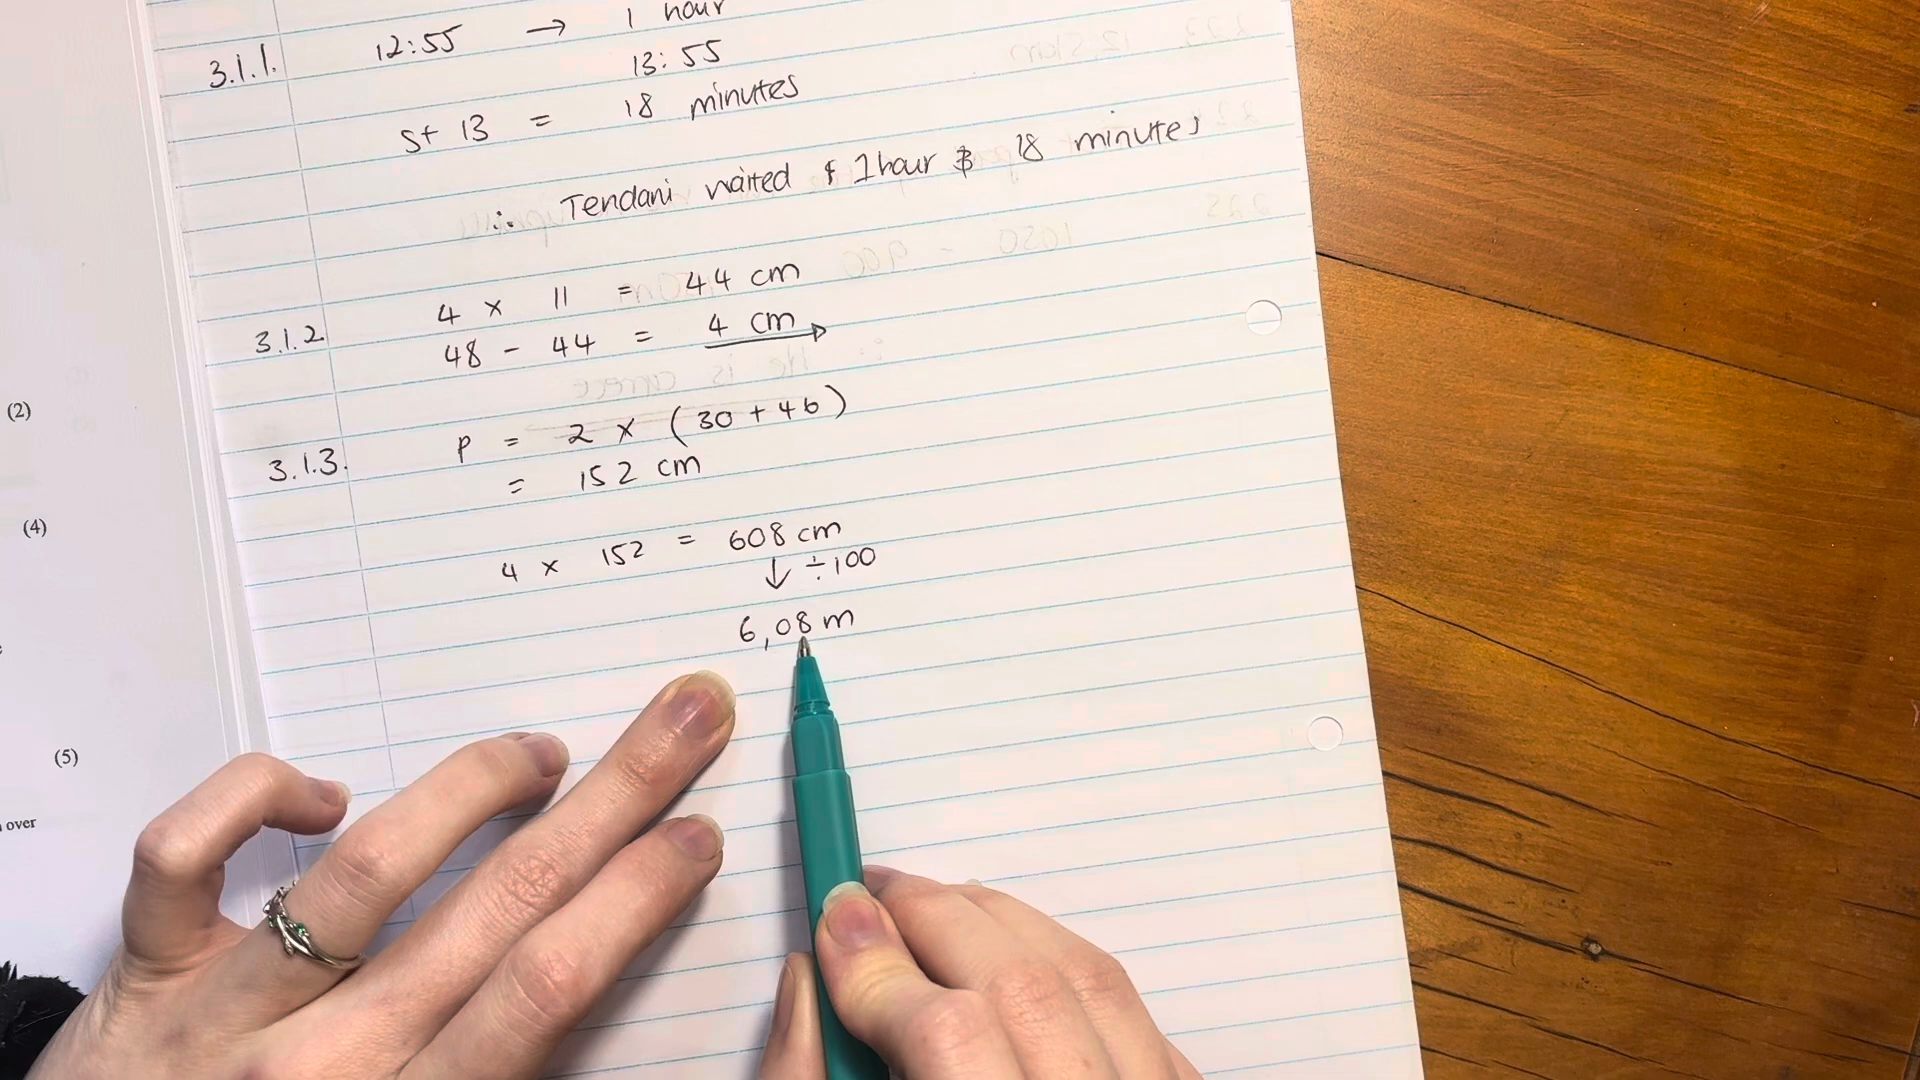 1 hour
3.1.1. 12:55 →
13:55
5+ 13 = 18 minutes
∴ Tendani waited 1 hour & 18 minutes
3.1.2 4 x 11 = 44 cm
48 - 44 = 4 cm
3.1.3. P = 2 x (30 + 46)
= 152 cm
4 x 152 = 608 cm
↓ ÷100
6,08 m
(2)
(4)
(5)
over